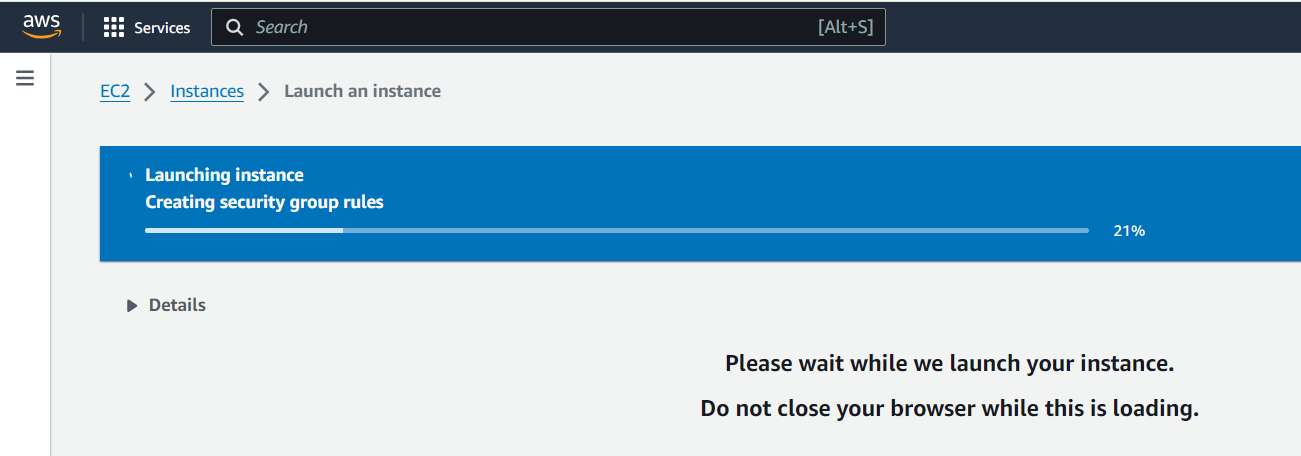 aws
Services
Search
[Alt+S]
EC2
Instances
Launch an instance
Launching instance
Creating security group rules
21%
Details
Please wait while we launch your instance.
Do not close your browser while this is loading.